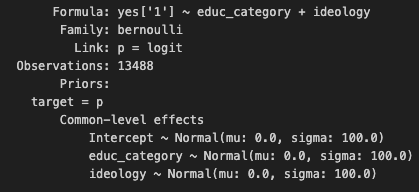 Formula: yes['1'] ~ educ_category + ideology
Family: bernoulli
Link: p = logit
Observations: 13488
Priors:
target = p
Common-level effects
Intercept ~ Normal(mu: 0.0, sigma: 100.0)
educ_category ~ Normal(mu: 0.0, sigma: 100.0)
ideology ~ Normal(mu: 0.0, sigma: 100.0)